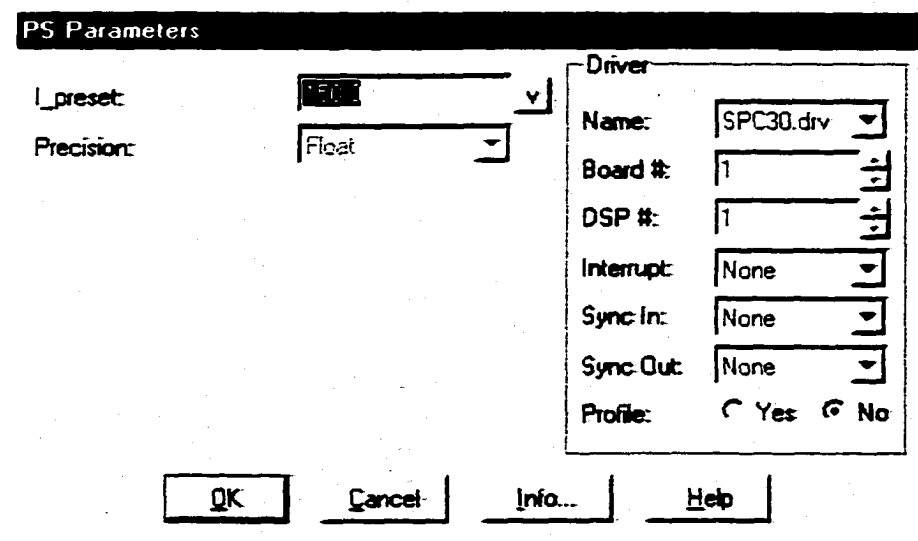 PS Parameters
I_preset:
v
Precision:
Float
Driver
Name:
SPC30.drv
Board #:
1
DSP #:
1
Interrupt:
None
Sync In:
None
Sync Out:
None
Profile:
Yes
No
OK
Cancel
Info...
Help